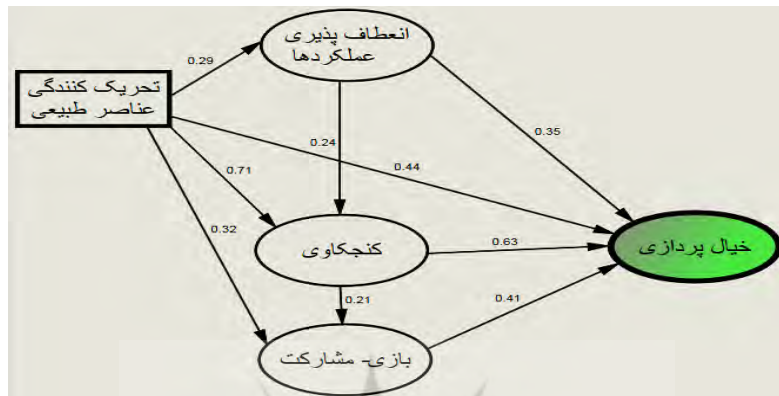 انعطاف پذیری
عملکردها
0.29
تحریک کنندگی
عناصر طبیعی
0.35
0.24
0.44
0.71
0.32
خیال پردازی
کنجکاوی
0.63
0.21
0.41
بازی- مشارکت